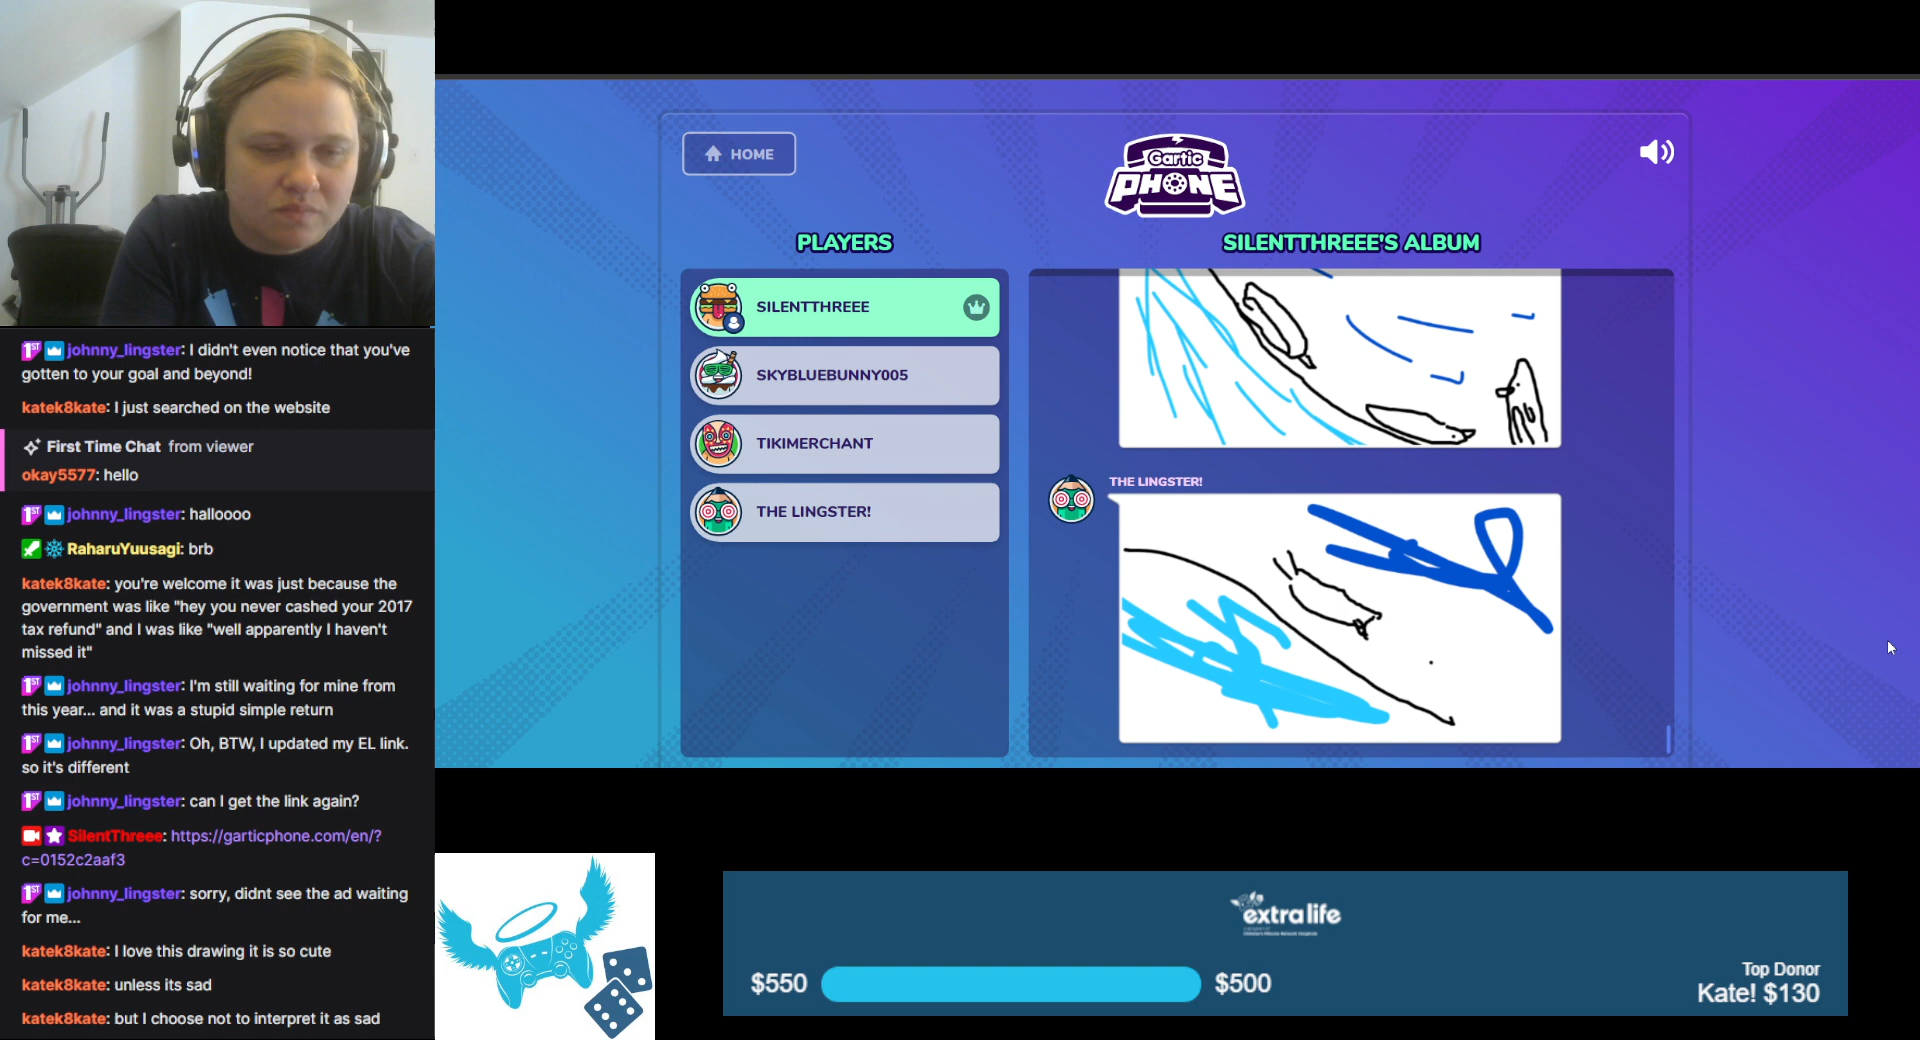 johnny_lingster: I didn't even notice that you've
gotten to your goal and beyond!
katek8kate: I just searched on the website
First Time Chat from viewer
okay5577: hello
johnny_lingster: halloooo
RaharuYuusagi: brb
katek8kate: you're welcome it was just because the
government was like "hey you never cashed your 2017
tax refund" and I was like "well apparently I haven't
missed it"
johnny_lingster: I'm still waiting for mine from
this year... and it was a stupid simple return
johnny_lingster: Oh, BTW, I updated my EL link.
so it's different
johnny_lingster: can I get the link again?
SilentThreee: https://garticphone.com/en/?
c=0152c2aaf3
johnny_lingster: sorry, didnt see the ad waiting
for me...
katek8kate: I love this drawing it is so cute
katek8kate: unless its sad
katek8kate: but I choose not to interpret it as sad
HOME
Gartic
PHONE
PLAYERS
SILENTTHREEE
SKYBLUEBUNNY005
TIKIMERCHANT
THE LINGSTER!
SILENTTHREEE'S ALBUM
THE LINGSTER!
extra life
$550
$500
Top Donor
Kate! $130